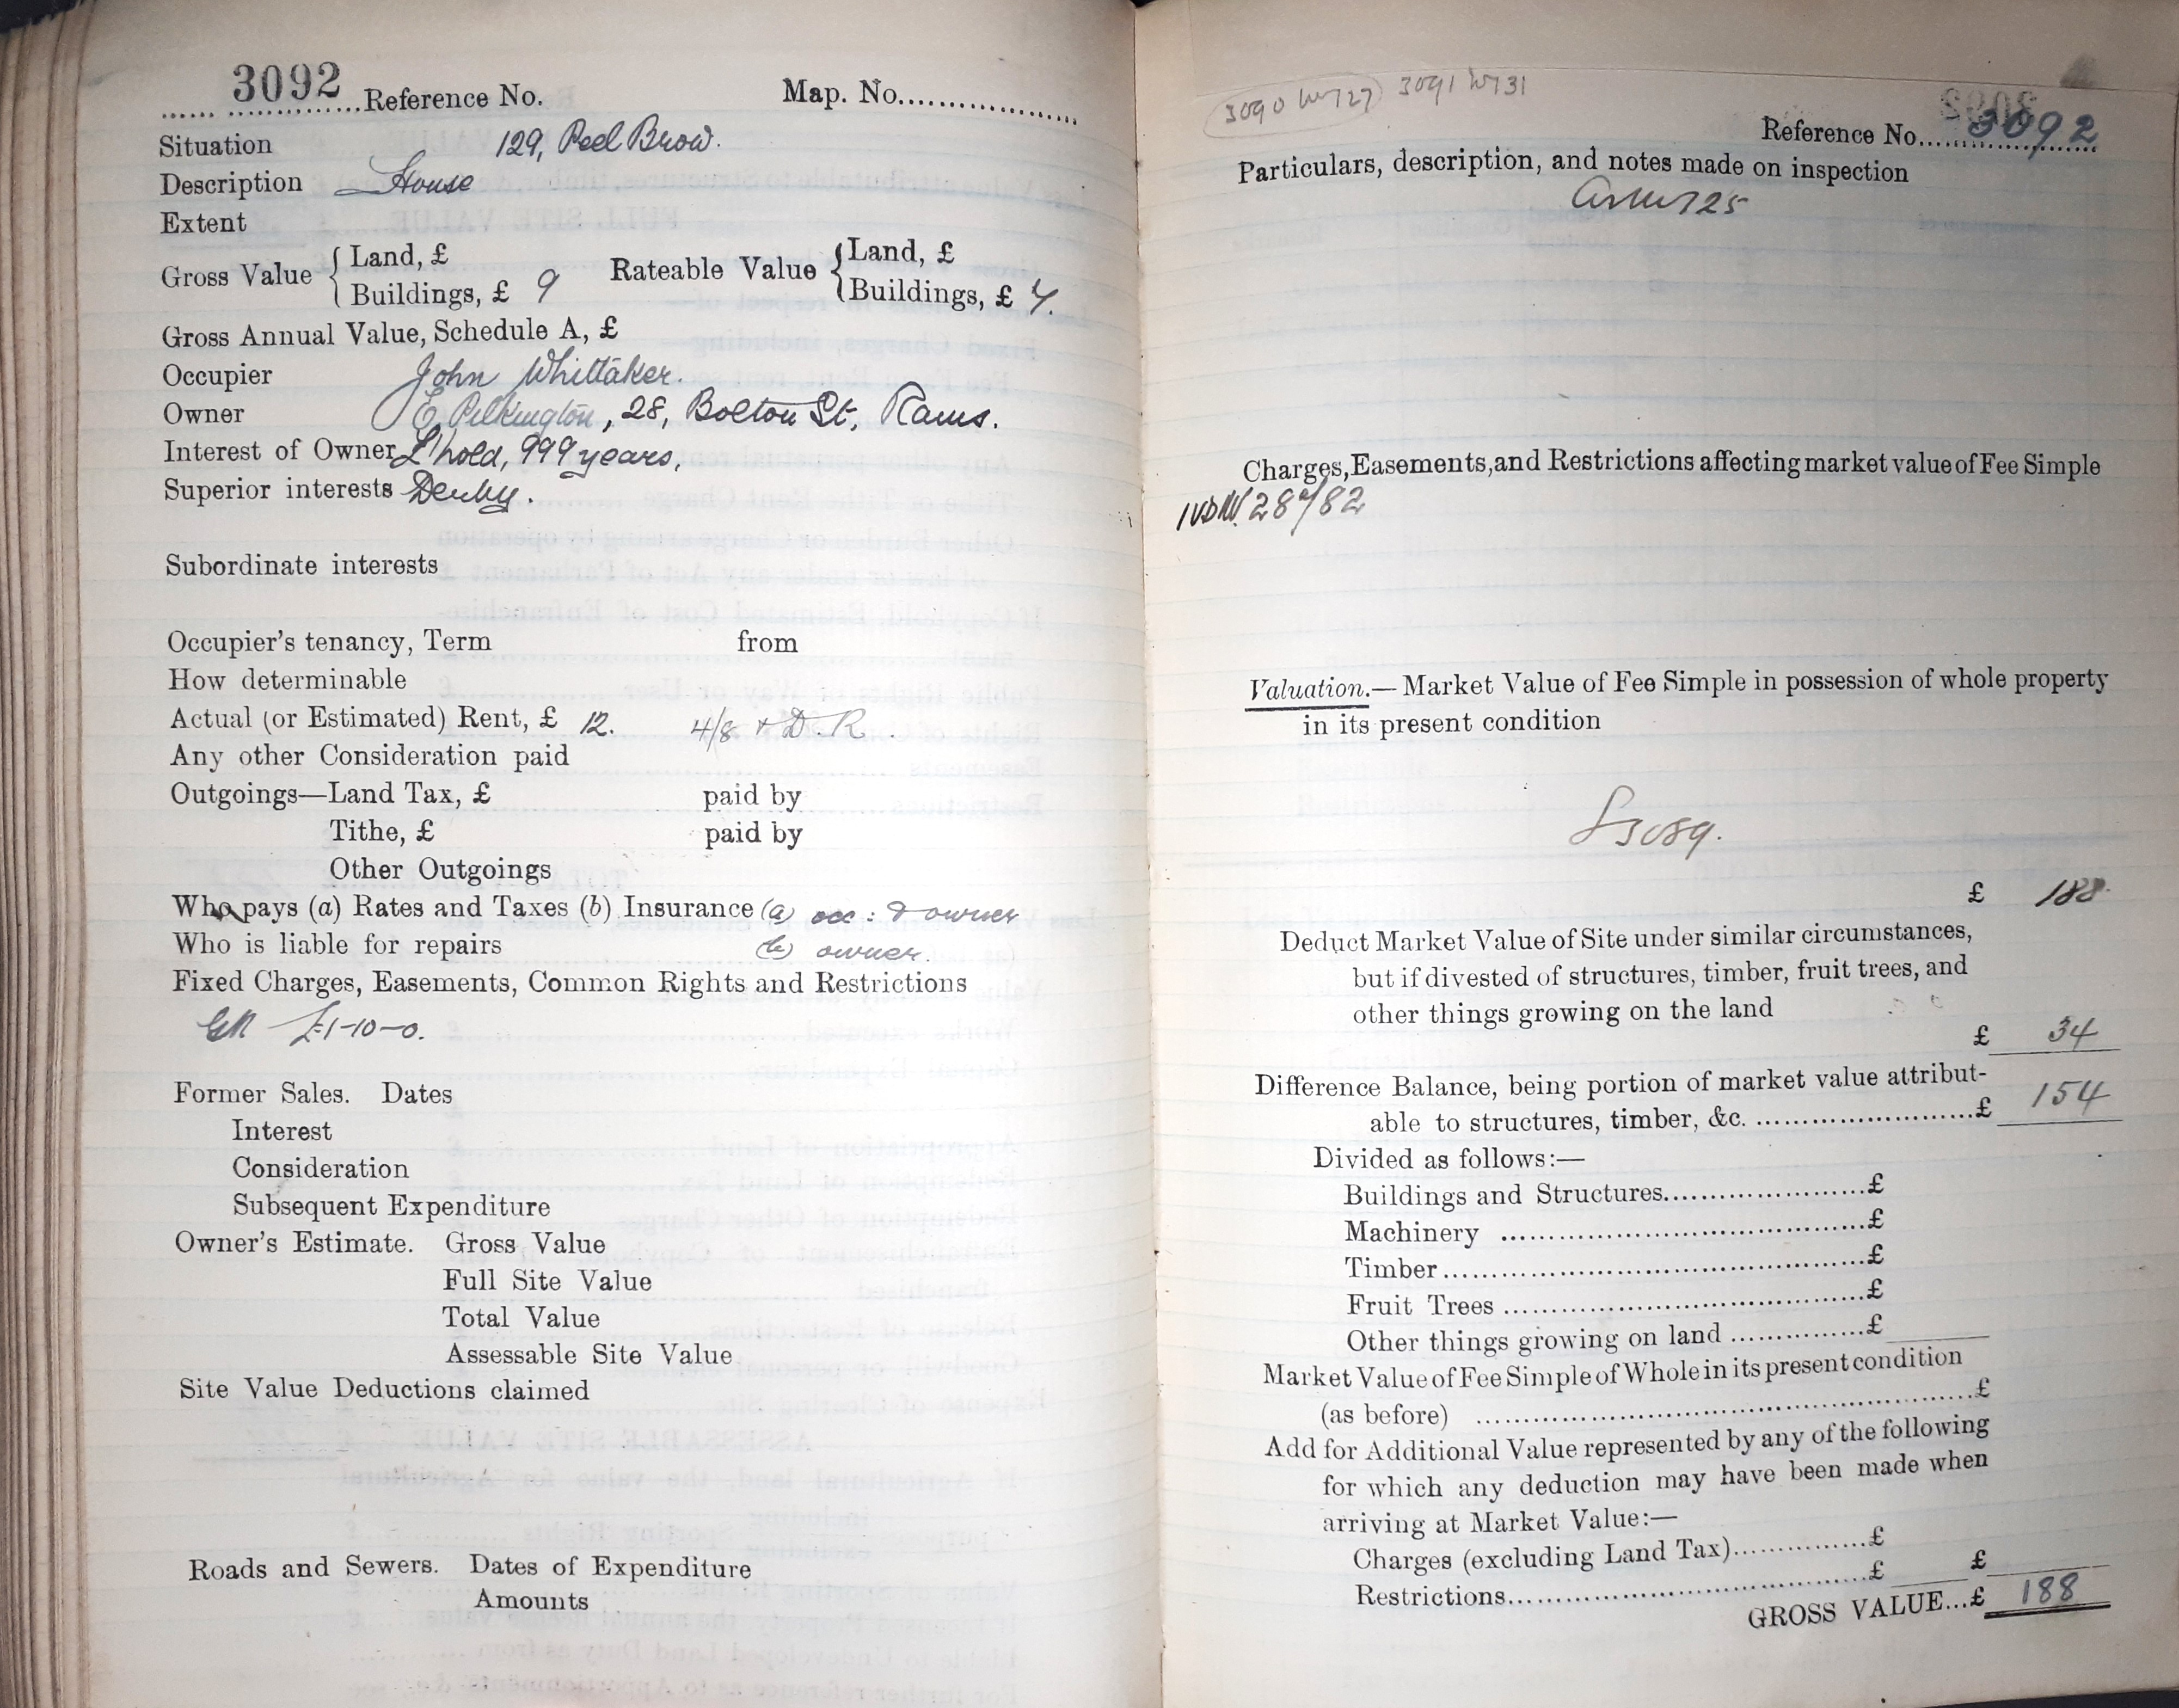 3092 Reference No. Map. No.
Situation 129, Peel Brow.
Description House
Extent
Gross Value { Land, £ Rateable Value { Land, £
Buildings, £ 9 Buildings, £ 7.
Gross Annual Value, Schedule A, £
Occupier John Whittaker.
Owner E Pilkington, 28, Bolton St, Rams.
Interest of Owner L'hold, 999 years,
Superior interests Derby.
Subordinate interests
Occupier's tenancy, Term from
How determinable
Actual (or Estimated) Rent, £ 12. 4/8 + D.R.
Any other Consideration paid
Outgoings—Land Tax, £ paid by
Tithe, £ paid by
Other Outgoings
Who pays (a) Rates and Taxes (b) Insurance (a) occ: & owner
Who is liable for repairs (b) owner.
Fixed Charges, Easements, Common Rights and Restrictions
GR £1-10-0.
Former Sales. Dates
Interest
Consideration
Subsequent Expenditure
Owner's Estimate. Gross Value
Full Site Value
Total Value
Assessable Site Value
Site Value Deductions claimed
Roads and Sewers. Dates of Expenditure
Amounts
3090 127 3091 131
Reference No. 3092
Particulars, description, and notes made on inspection
125
Charges, Easements, and Restrictions affecting market value of Fee Simple
28/82
Valuation.— Market Value of Fee Simple in possession of whole property
in its present condition
3089.
£ 188
Deduct Market Value of Site under similar circumstances,
but if divested of structures, timber, fruit trees, and
other things growing on the land
£ 34
Difference Balance, being portion of market value attribut-
able to structures, timber, &c. £ 154
Divided as follows:—
Buildings and Structures £
Machinery £
Timber £
Fruit Trees £
Other things growing on land £
Market Value of Fee Simple of Whole in its present condition
(as before) £
Add for Additional Value represented by any of the following
for which any deduction may have been made when
arriving at Market Value:—
Charges (excluding Land Tax) £
Restrictions £ £
GROSS VALUE...£ 188